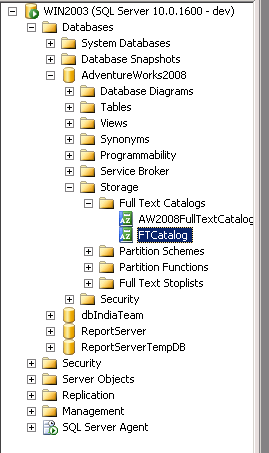 WIN2003 (SQL Server 10.0.1600 - dev)
Databases
System Databases
Database Snapshots
AdventureWorks2008
Database Diagrams
Tables
Views
Synonyms
Programmability
Service Broker
Storage
Full Text Catalogs
AW2008FullTextCatalog
FTCatalog
Partition Schemes
Partition Functions
Full Text Stoplists
Security
dbIndiaTeam
ReportServer
ReportServerTempDB
Security
Server Objects
Replication
Management
SQL Server Agent